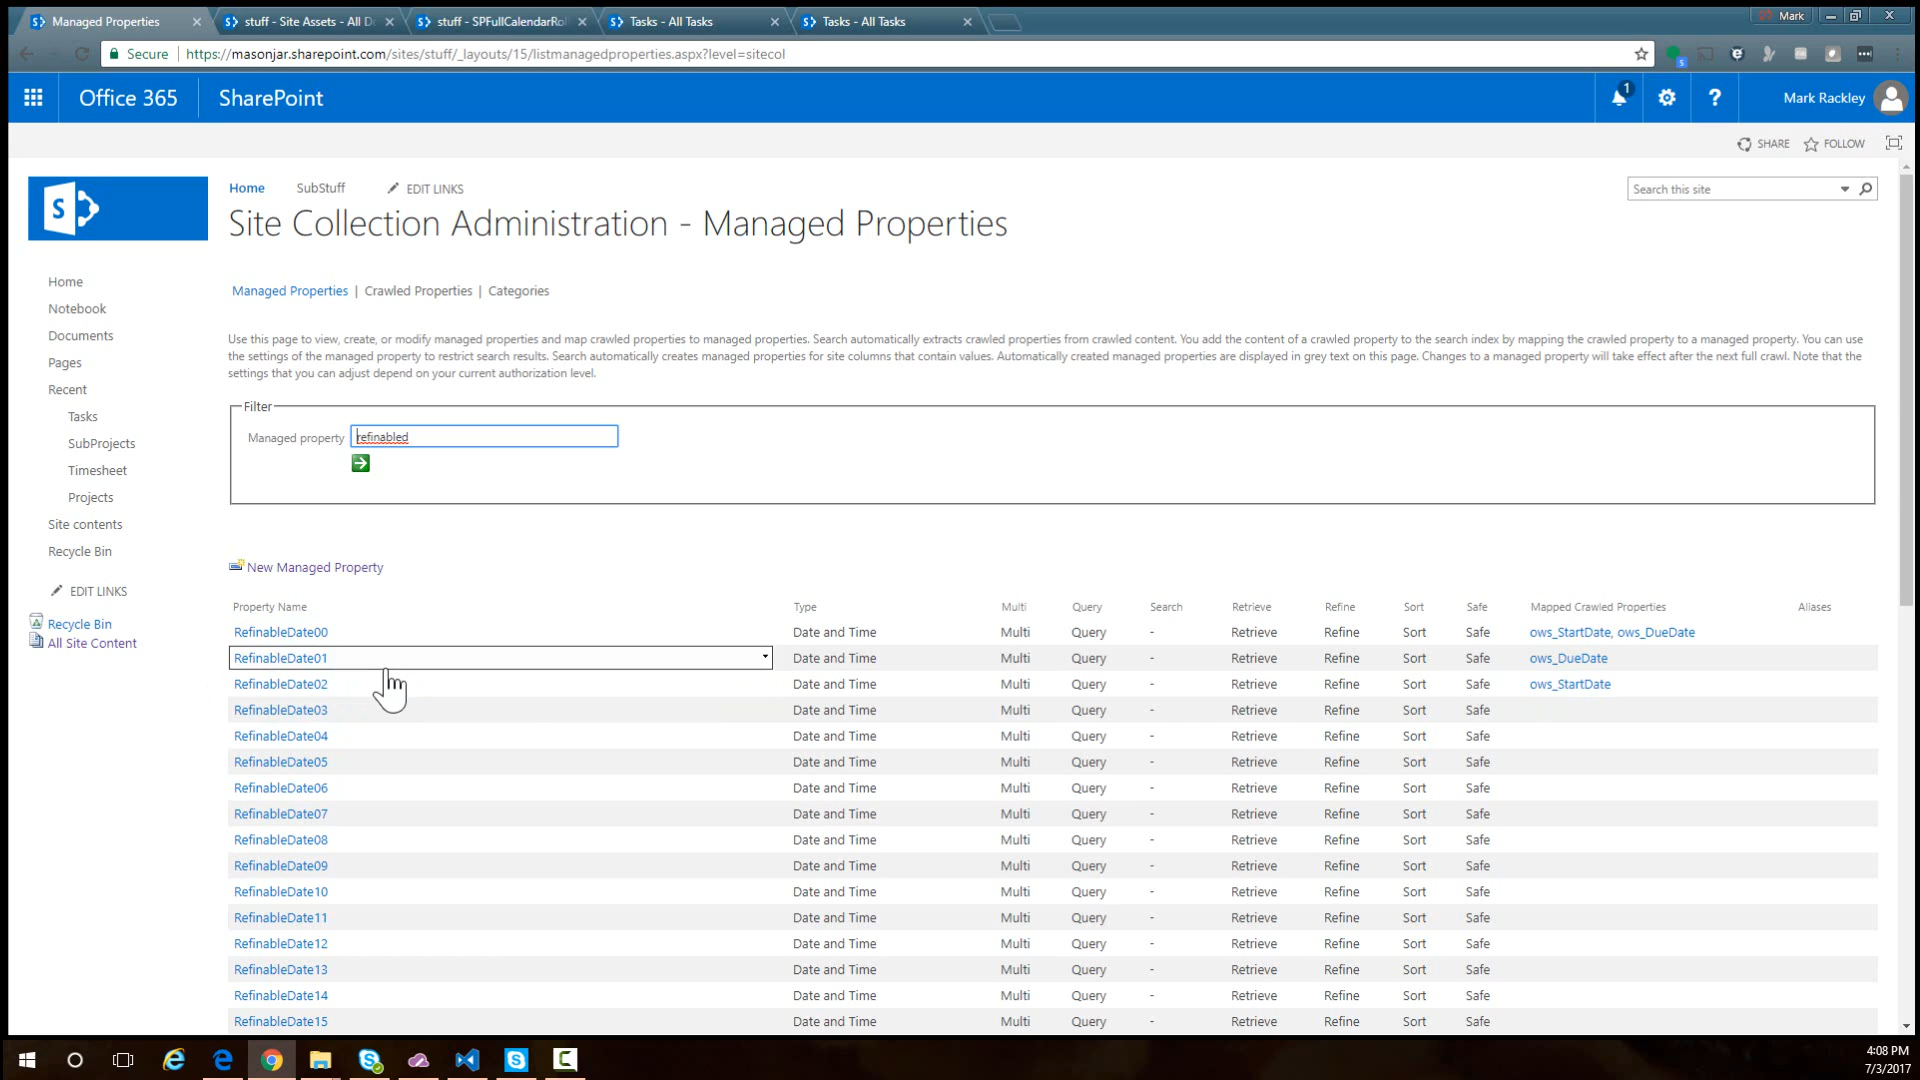 Managed Properties
stuff - Site Assets - All D
stuff - SPFullCalendarRol
Tasks - All Tasks
Tasks - All Tasks
Mark
Secure
https://masonjar.sharepoint.com/sites/stuff/_layouts/15/listmanagedproperties.aspx?level=sitecol
Office 365
SharePoint
1
?
Mark Rackley
SHARE
FOLLOW
Home
SubStuff
EDIT LINKS
Search this site
Site Collection Administration - Managed Properties
Managed Properties | Crawled Properties | Categories
Home
Notebook
Documents
Pages
Recent
Tasks
SubProjects
Timesheet
Projects
Site contents
Recycle Bin
EDIT LINKS
Recycle Bin
All Site Content
Use this page to view, create, or modify managed properties and map crawled properties to managed properties. Search automatically extracts crawled properties from crawled content. You add the content of a crawled property to the search index by mapping the crawled property to a managed property. You can use
the settings of the managed property to restrict search results. Search automatically creates managed properties for site columns that contain values. Automatically created managed properties are displayed in grey text on this page. Changes to a managed property will take effect after the next full crawl. Note that the
settings that you can adjust depend on your current authorization level.
Filter
Managed property refinabled
New Managed Property
Property Name Type Multi Query Search Retrieve Refine Sort Safe Mapped Crawled Properties Aliases
RefinableDate00 Date and Time Multi Query - Retrieve Refine Sort Safe ows_StartDate, ows_DueDate
RefinableDate01 Date and Time Multi Query - Retrieve Refine Sort Safe ows_DueDate
RefinableDate02 Date and Time Multi Query - Retrieve Refine Sort Safe ows_StartDate
RefinableDate03 Date and Time Multi Query - Retrieve Refine Sort Safe
RefinableDate04 Date and Time Multi Query - Retrieve Refine Sort Safe
RefinableDate05 Date and Time Multi Query - Retrieve Refine Sort Safe
RefinableDate06 Date and Time Multi Query - Retrieve Refine Sort Safe
RefinableDate07 Date and Time Multi Query - Retrieve Refine Sort Safe
RefinableDate08 Date and Time Multi Query - Retrieve Refine Sort Safe
RefinableDate09 Date and Time Multi Query - Retrieve Refine Sort Safe
RefinableDate10 Date and Time Multi Query - Retrieve Refine Sort Safe
RefinableDate11 Date and Time Multi Query - Retrieve Refine Sort Safe
RefinableDate12 Date and Time Multi Query - Retrieve Refine Sort Safe
RefinableDate13 Date and Time Multi Query - Retrieve Refine Sort Safe
RefinableDate14 Date and Time Multi Query - Retrieve Refine Sort Safe
RefinableDate15 Date and Time Multi Query - Retrieve Refine Sort Safe
4:08 PM
7/3/2017